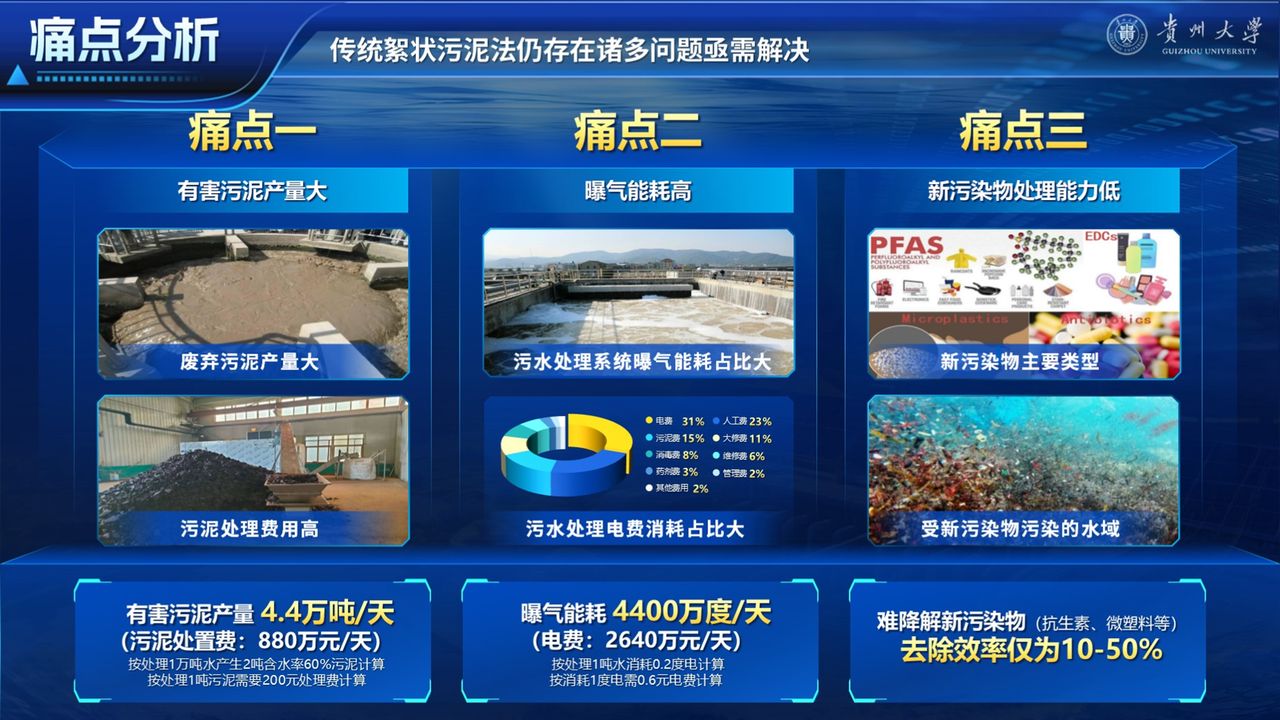 痛点分析
传统絮状污泥法仍存在诸多问题亟需解决
貴州大學
GUIZHOU UNIVERSITY
痛点一
有害污泥产量大
废弃污泥产量大
污泥处理费用高
有害污泥产量 4.4万吨/天
(污泥处置费：880万元/天)
按处理1万吨水产生2吨含水率60%污泥计算
按处理1吨污泥需要200元处理费计算
痛点二
曝气能耗高
污水处理系统曝气能耗占比大
电费 31% 人工费 23%
污泥费 15% 大修费 11%
消毒费 8% 维修费 6%
药剂费 3% 管理费 2%
其他费用 2%
污水处理电费消耗占比大
曝气能耗 4400万度/天
(电费：2640万元/天)
按处理1吨水消耗0.2度电计算
按消耗1度电需0.6元电费计算
痛点三
新污染物处理能力低
PFAS
PERFLUOROALKYL AND
POLYFLUOROALKYL
SUBSTANCES
RAINCOATS
ELECTRONICS
EDCs
Microplastics
Antibiotics
新污染物主要类型
受新污染物污染的水域
难降解新污染物（抗生素、微塑料等）
去除效率仅为10-50%